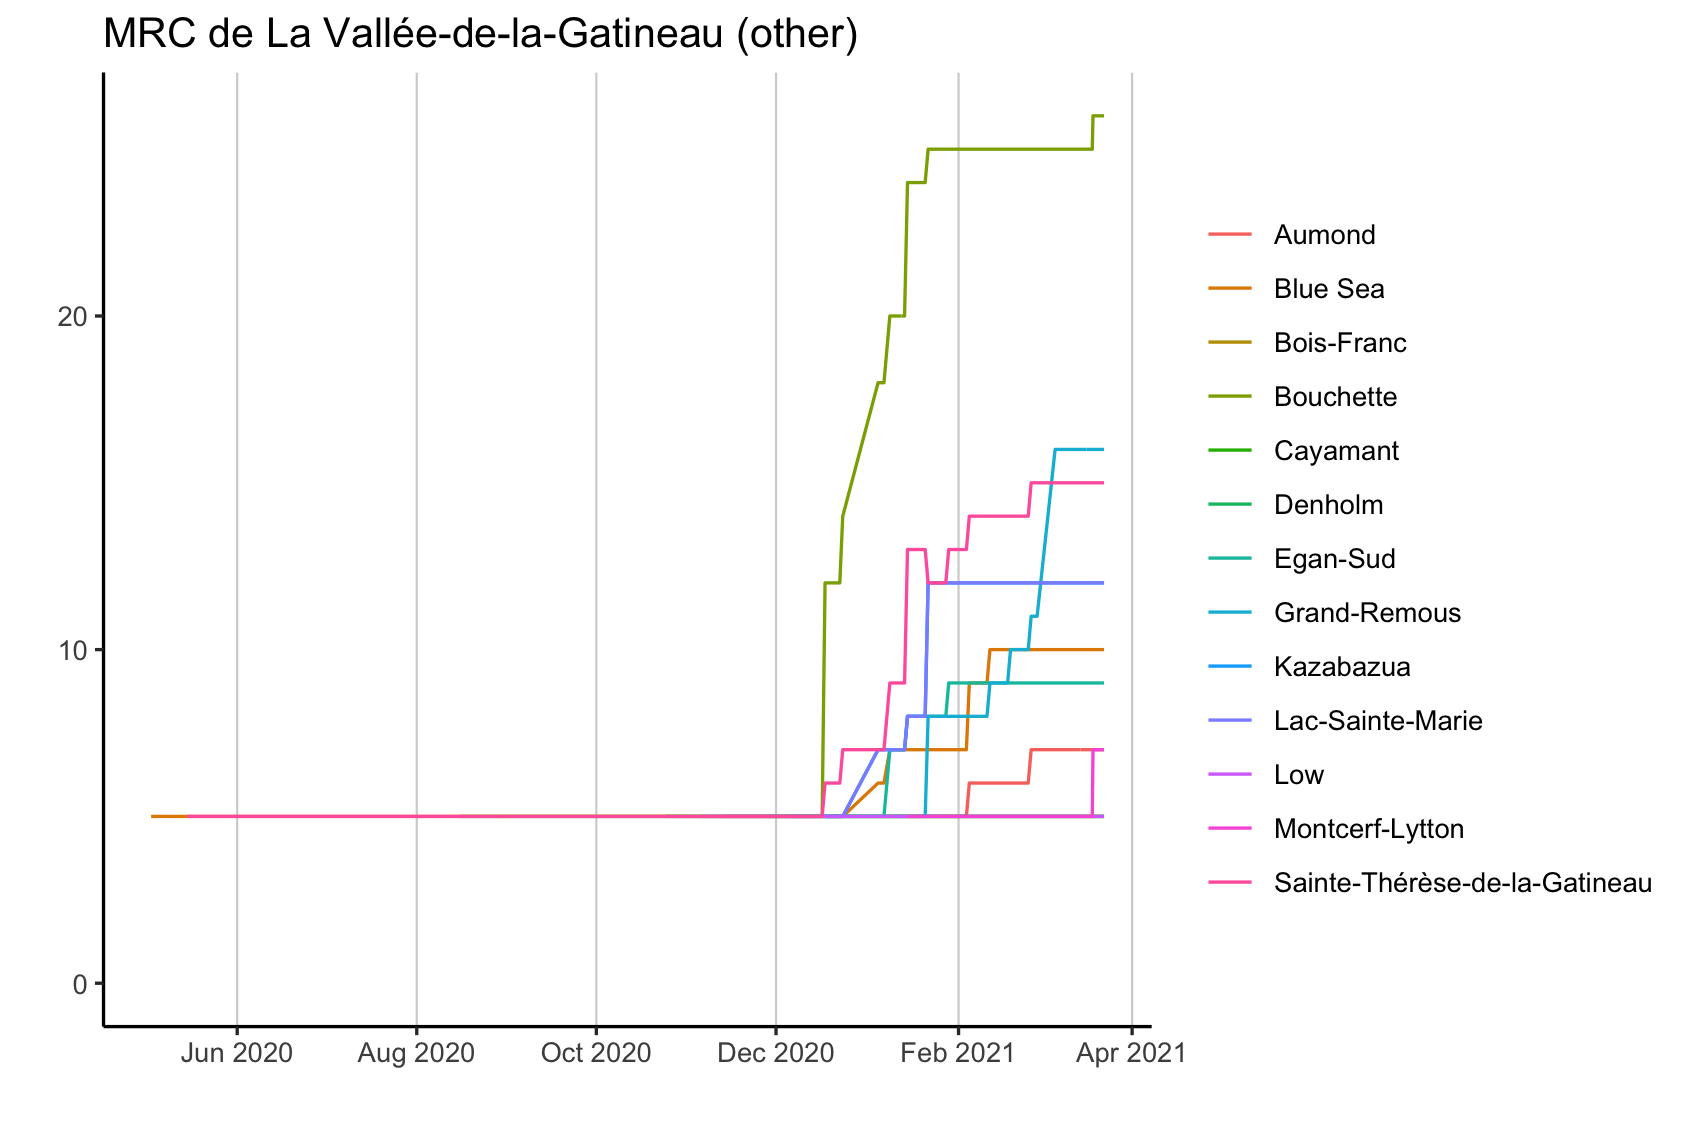 MRC de La Vallée-de-la-Gatineau (other)
20
10
0
Jun 2020
Aug 2020
Oct 2020
Dec 2020
Feb 2021
Apr 2021
Aumond
Blue Sea
Bois-Franc
Bouchette
Cayamant
Denholm
Egan-Sud
Grand-Remous
Kazabazua
Lac-Sainte-Marie
Low
Montcerf-Lytton
Sainte-Thérèse-de-la-Gatineau